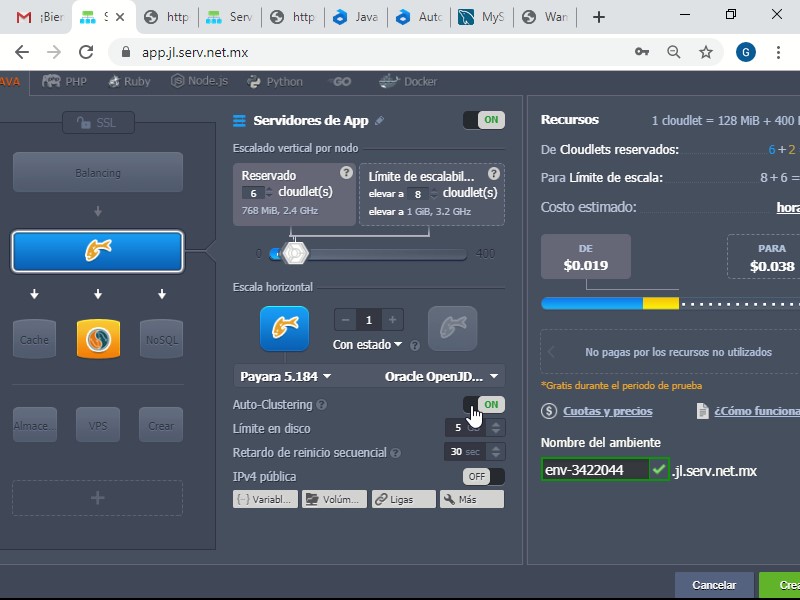 ¡Bier
S
http
Serv
http
Java
Auto
MyS
Wan
app.jl.serv.net.mx
G
AVA
PHP
Ruby
Node.js
Python
GO
Docker
SSL
Balancing
Cache
NoSQL
Almace...
VPS
Crear
Servidores de App
ON
Escalado vertical por nodo
Reservado
?
6 cloudlet(s)
768 MiB, 2.4 GHz
Límite de escalabil...
?
elevar a 8 cloudlet(s)
elevar a 1 GiB, 3.2 GHz
0
400
Escala horizontal
1
Con estado
?
Payara 5.184
Oracle OpenJD...
Auto-Clustering ?
ON
Límite en disco
5
Retardo de reinicio secuencial ?
30 sec
IPv4 pública
OFF
Variabl...
Volúm...
Ligas
Más
Recursos
1 cloudlet = 128 MiB + 400
De Cloudlets reservados:
6+2
Para Límite de escala:
8+6 =
Costo estimado:
hora
DE
$0.019
PARA
$0.038
No pagas por los recursos no utilizados
*Gratis durante el periodo de prueba
$ Cuotas y precios
¿Cómo funciona
Nombre del ambiente
env-3422044
.jl.serv.net.mx
Cancelar
Crea